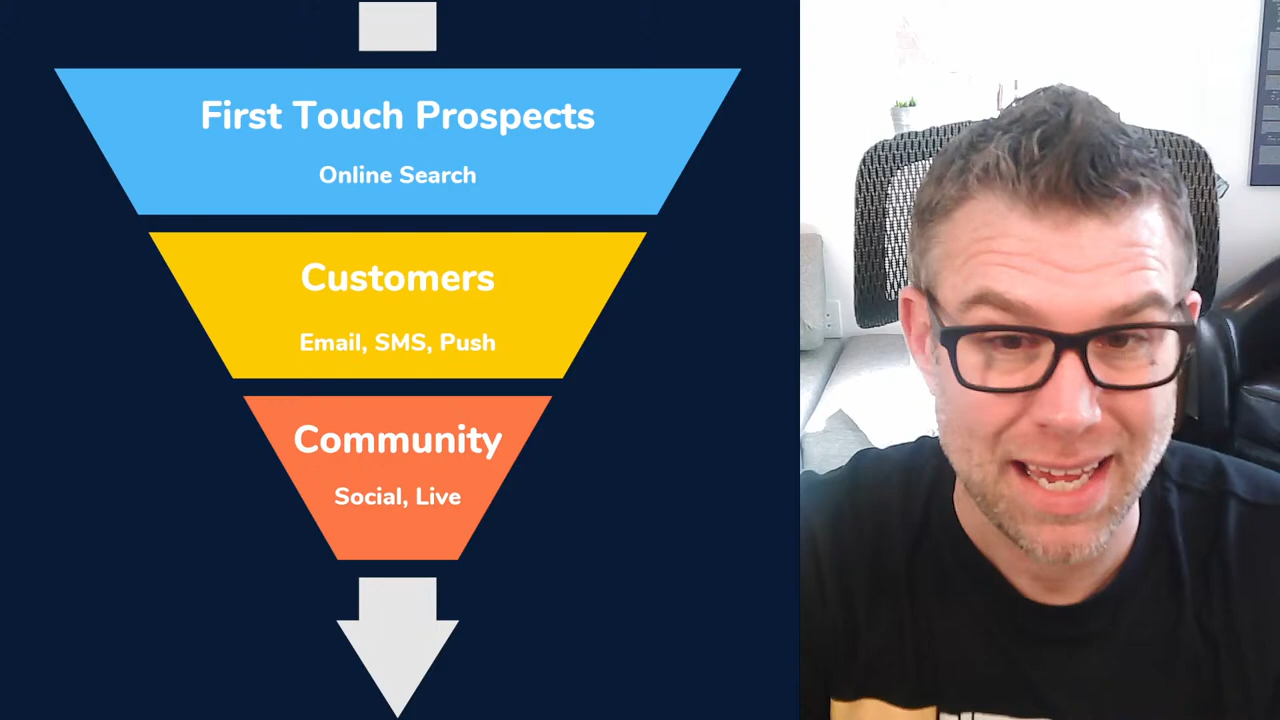 First Touch Prospects
Online Search
Customers
Email, SMS, Push
Community
Social, Live